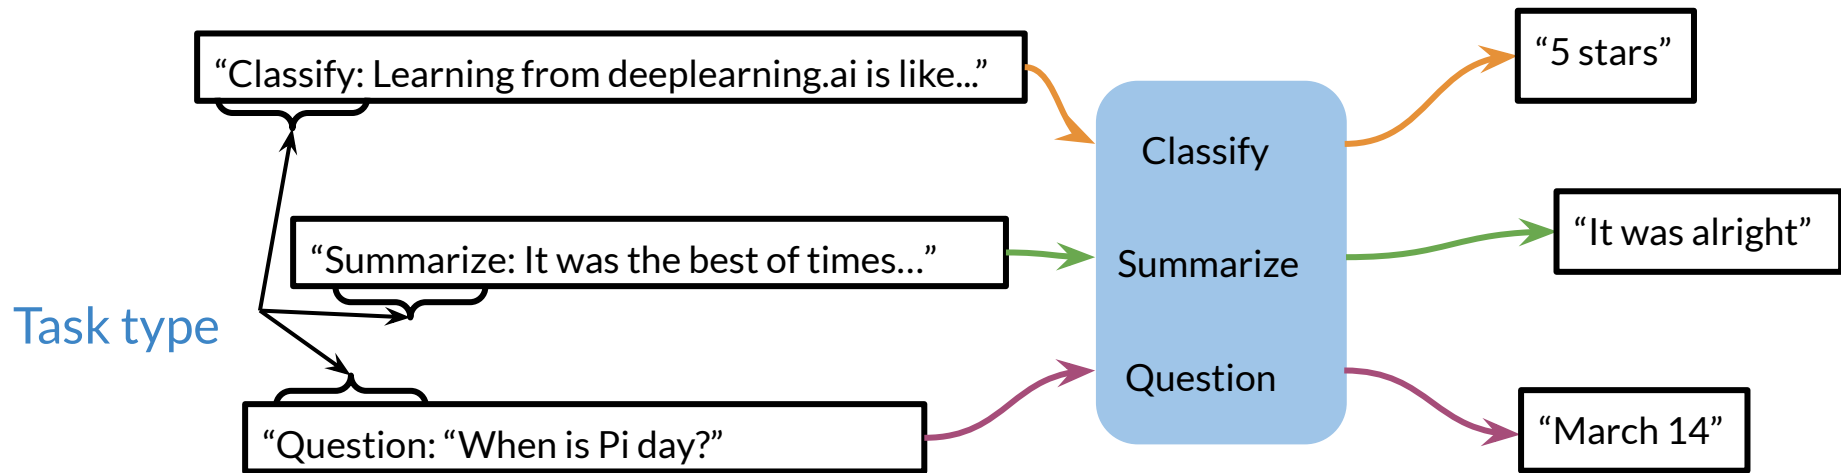 “Classify: Learning from deeplearning.ai is like...”
“5 stars”
Classify
“Summarize: It was the best of times…”
Summarize
“It was alright”
Task type
Question
“Question: “When is Pi day?”
“March 14”